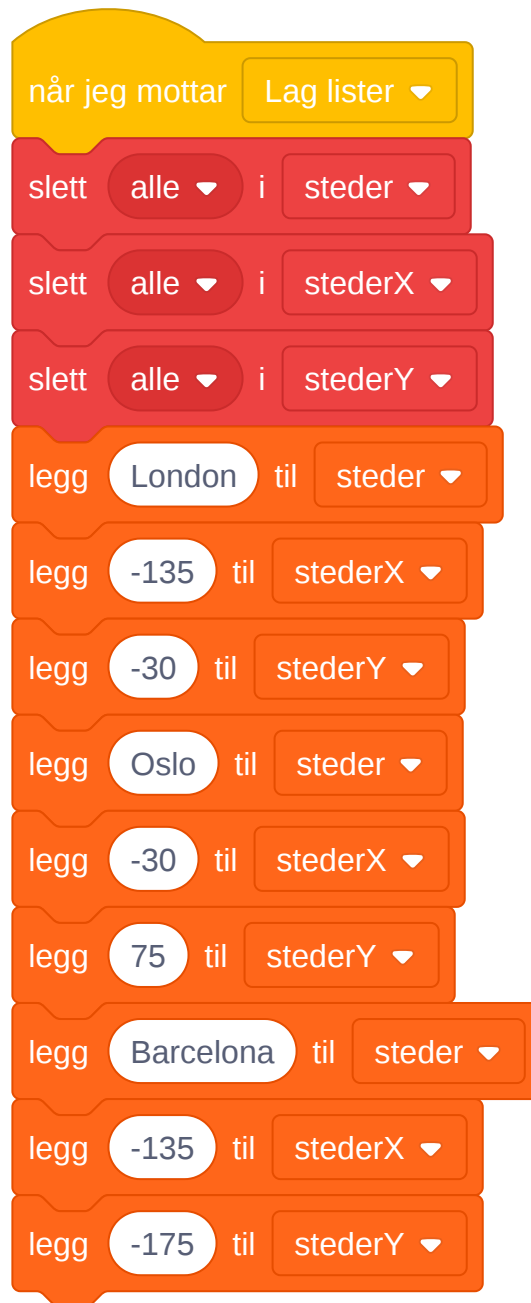 når jeg mottar Lag lister
slett alle i steder
slett alle i stederX
slett alle i stederY
legg London til steder
legg -135 til stederX
legg -30 til stederY
legg Oslo til steder
legg -30 til stederX
legg 75 til stederY
legg Barcelona til steder
legg -135 til stederX
legg -175 til stederY